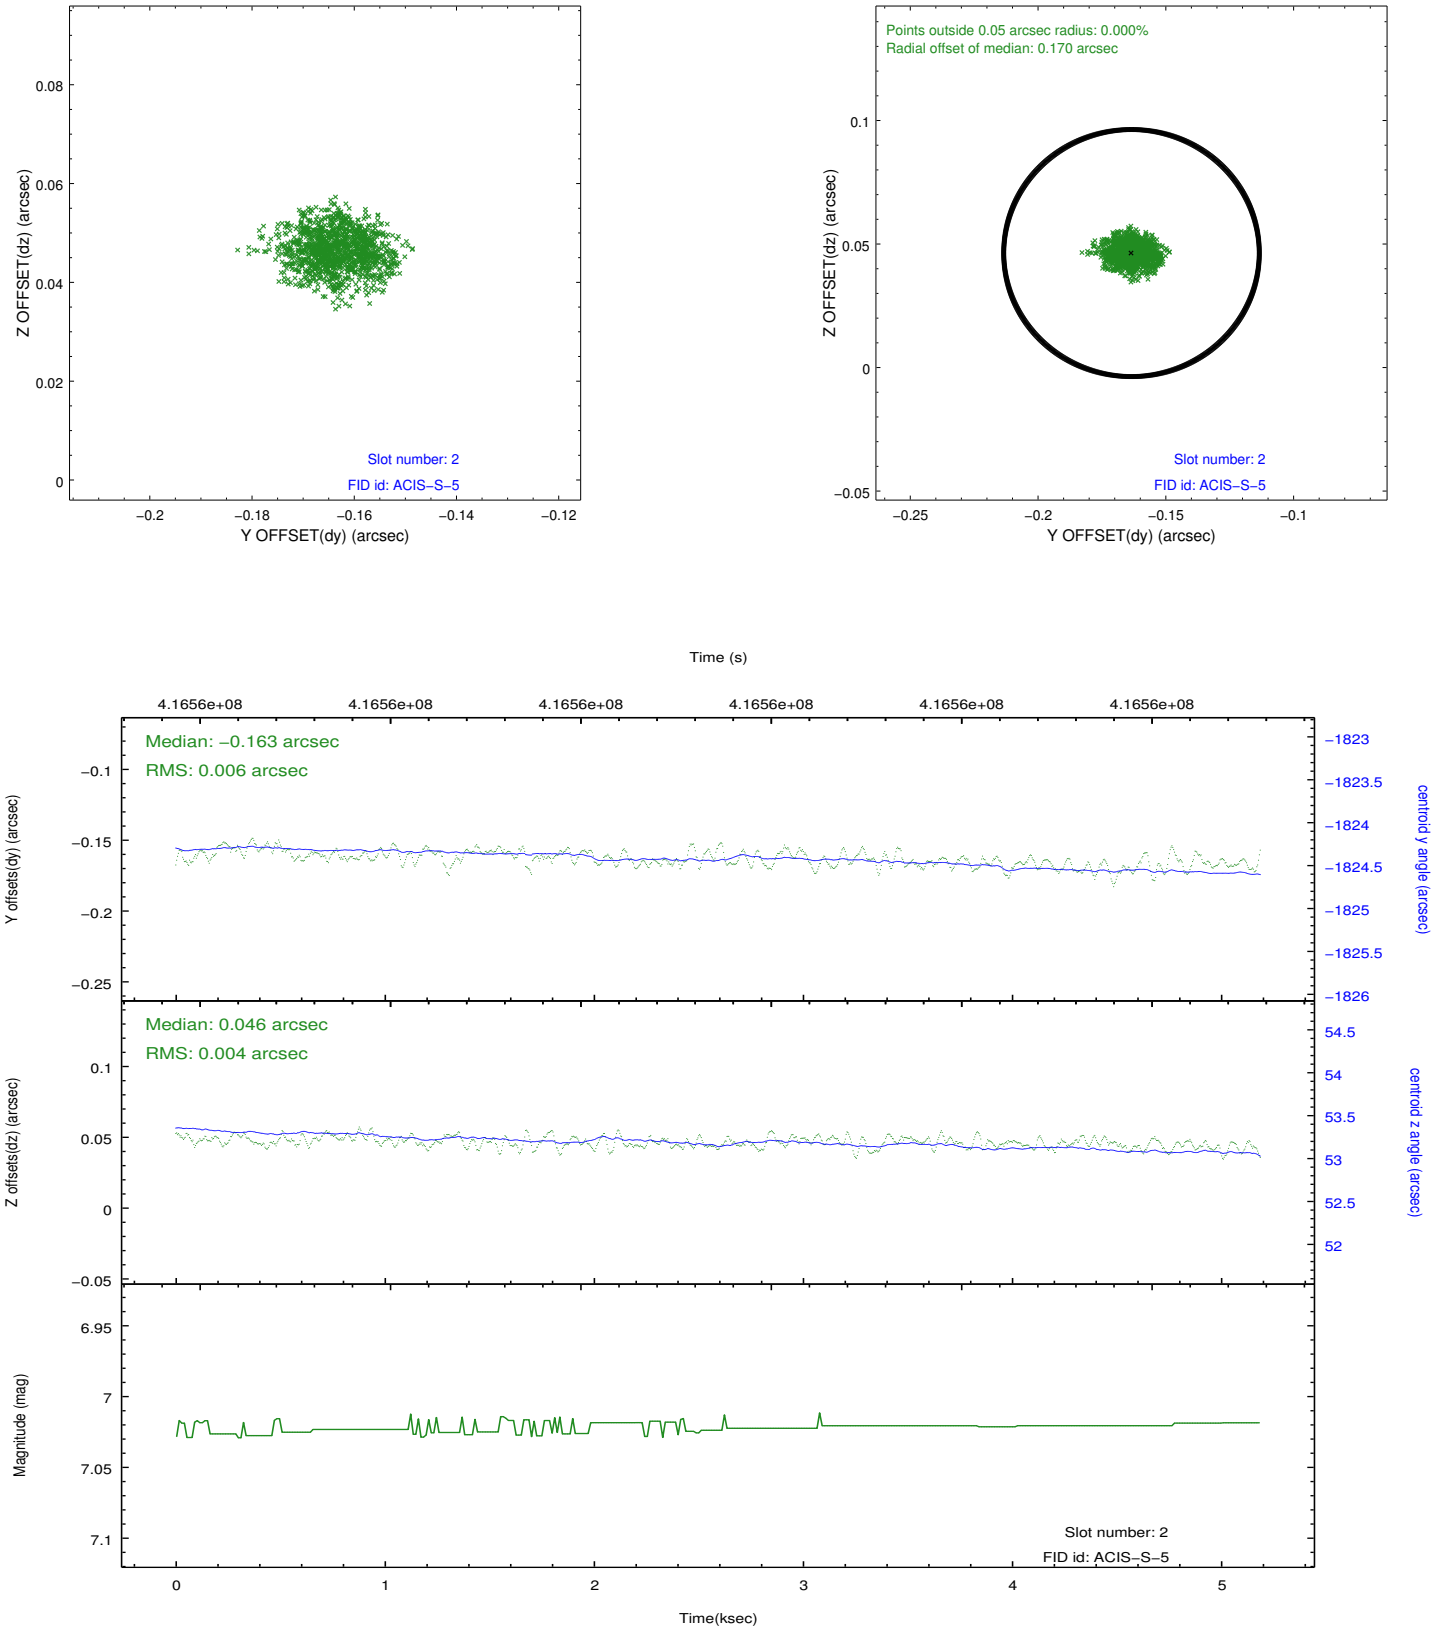 0.08
0.06
0.04
0.02
0
Z OFFSET(dz) (arcsec)
Slot number: 2
FID id: ACIS−S−5
−0.2
−0.18
−0.16
−0.14
−0.12
Y OFFSET(dy) (arcsec)
Points outside 0.05 arcsec radius: 0.000%
Radial offset of median: 0.170 arcsec
0.1
0.05
0
−0.05
Z OFFSET(dz) (arcsec)
Slot number: 2
FID id: ACIS−S−5
−0.25
−0.2
−0.15
−0.1
Y OFFSET(dy) (arcsec)
Time (s)
4.1656e+08
4.1656e+08
4.1656e+08
4.1656e+08
4.1656e+08
4.1656e+08
Median: −0.163 arcsec
RMS: 0.006 arcsec
−0.1
−0.15
−0.2
−0.25
Y offsets(dy) (arcsec)
−1823
−1823.5
−1824
−1824.5
−1825
−1825.5
−1826
centroid y angle (arcsec)
Median: 0.046 arcsec
RMS: 0.004 arcsec
0.1
0.05
0
−0.05
Z offsets(dz) (arcsec)
54.5
54
53.5
53
52.5
52
centroid z angle (arcsec)
6.95
7
7.05
7.1
Magnitude (mag)
Slot number: 2
FID id: ACIS−S−5
0
1
2
3
4
5
Time(ksec)